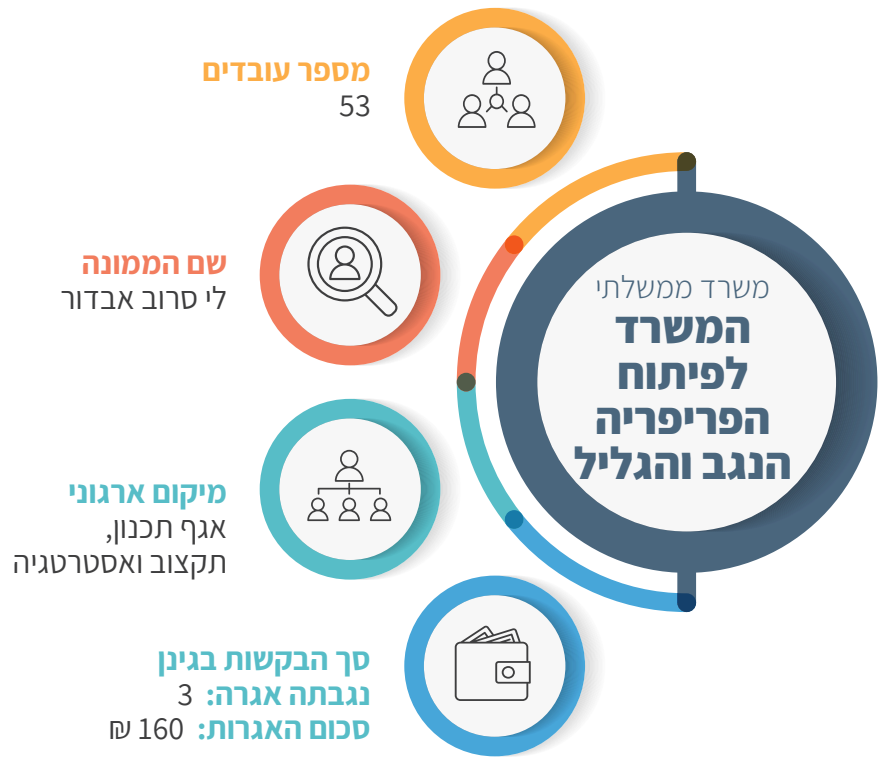 משרד ממשלתי
המשרד
לפיתוח
הפריפריה
הנגב והגליל
מספר עובדים
53
שם הממונה
לי סרוב אבדור
מיקום ארגוני
אגף תכנון,
תקצוב ואסטרטגיה
סך הבקשות בגינן
נגבתה אגרה: 3
סכום האגרות: 160 ₪